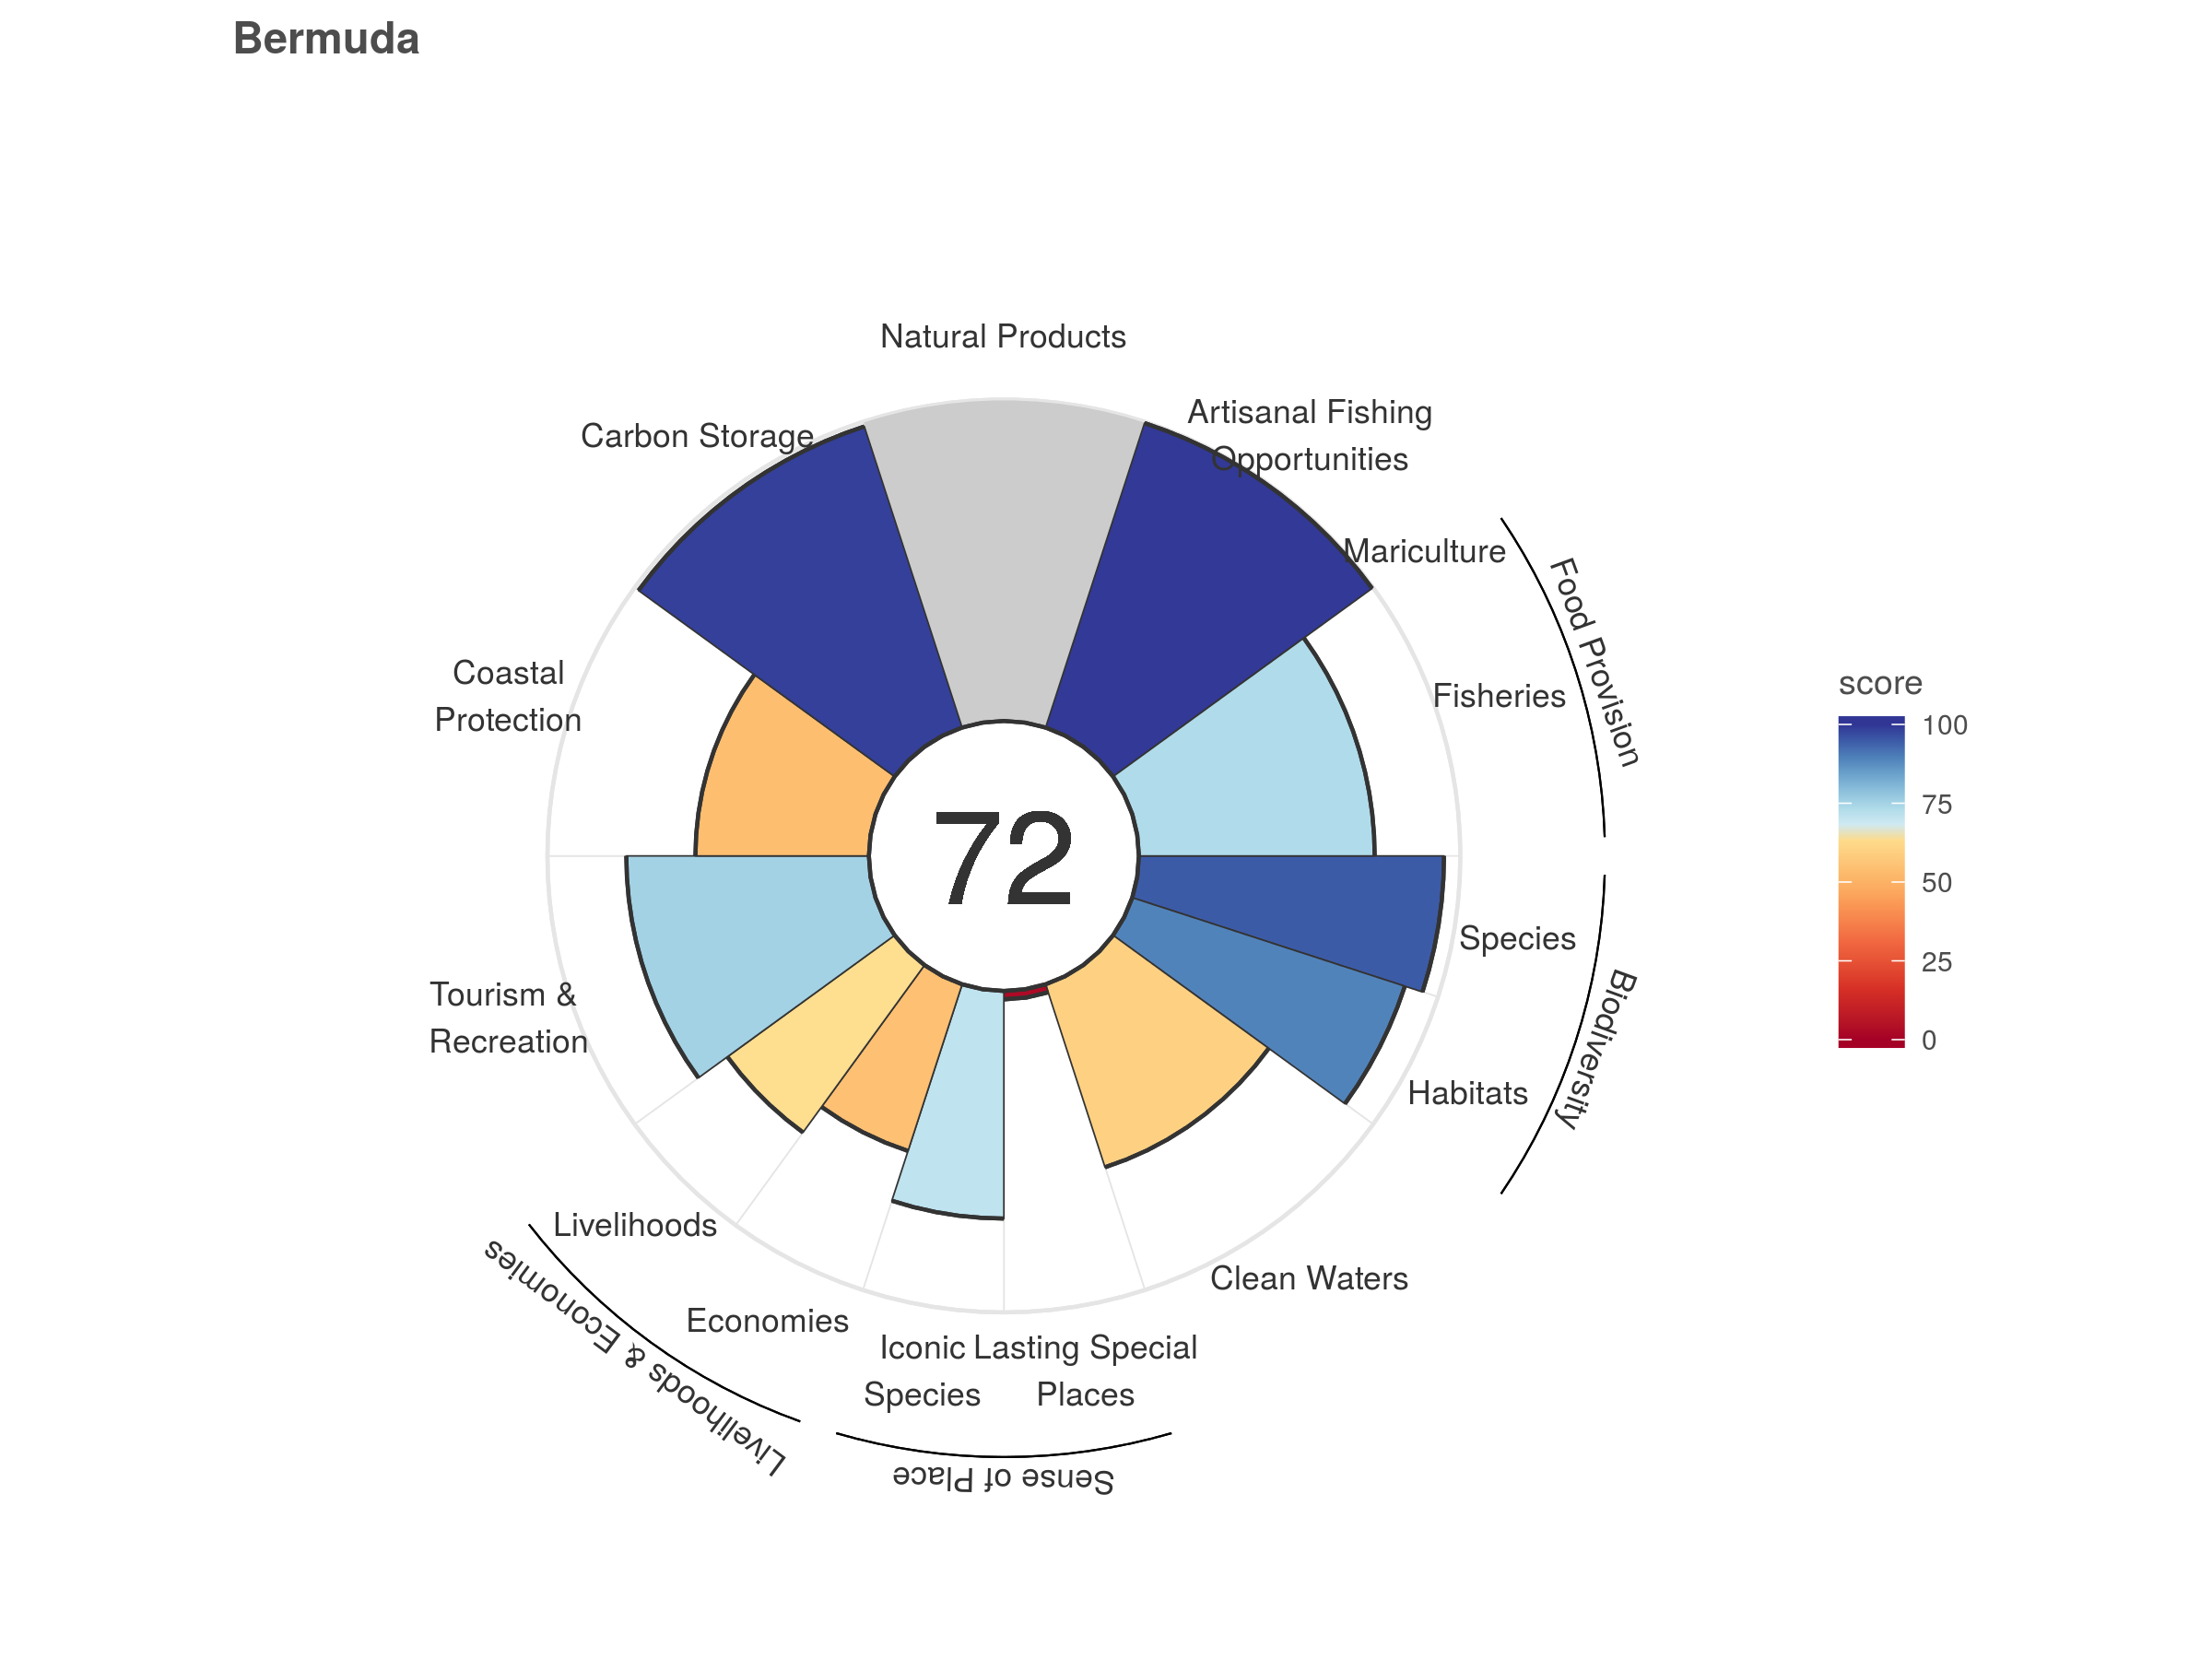 Bermuda
Natural Products
Artisanal Fishing
Opportunities
Carbon Storage
Mariculture
Food Provision
Fisheries
Coastal
Protection
score
100
75
50
25
0
72
Species
Biodiversity
Tourism &
Recreation
Habitats
Livelihoods
Clean Waters
Economies
Livelihoods & Economies
Iconic
Species
Lasting Special
Places
Sense of Place